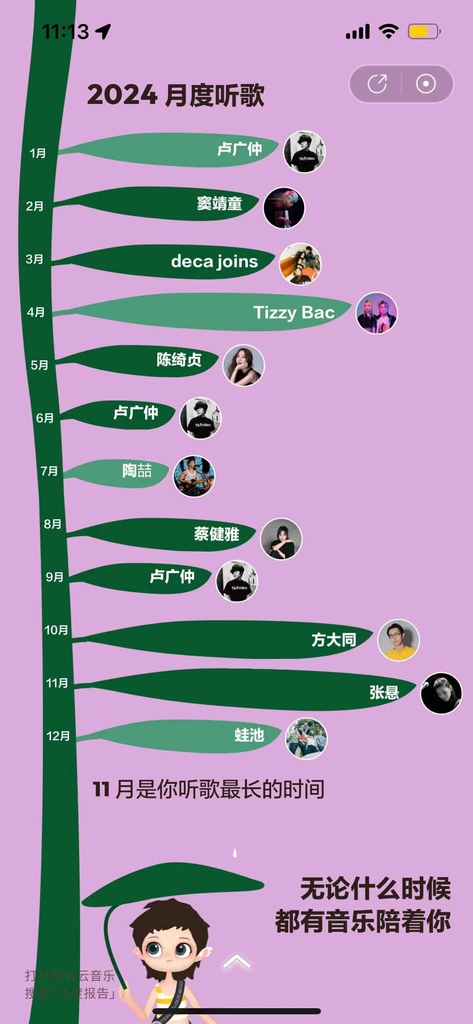 11:13
2024 月度听歌
1月 卢广仲
2月 窦靖童
3月 deca joins
4月 Tizzy Bac
5月 陈绮贞
6月 卢广仲
7月 陶喆
8月 蔡健雅
9月 卢广仲
10月 方大同
11月 张悬
12月 蛙池
11 月是你听歌最长的时间
无论什么时候
都有音乐陪着你
打开网易云音乐
搜索「年度报告」